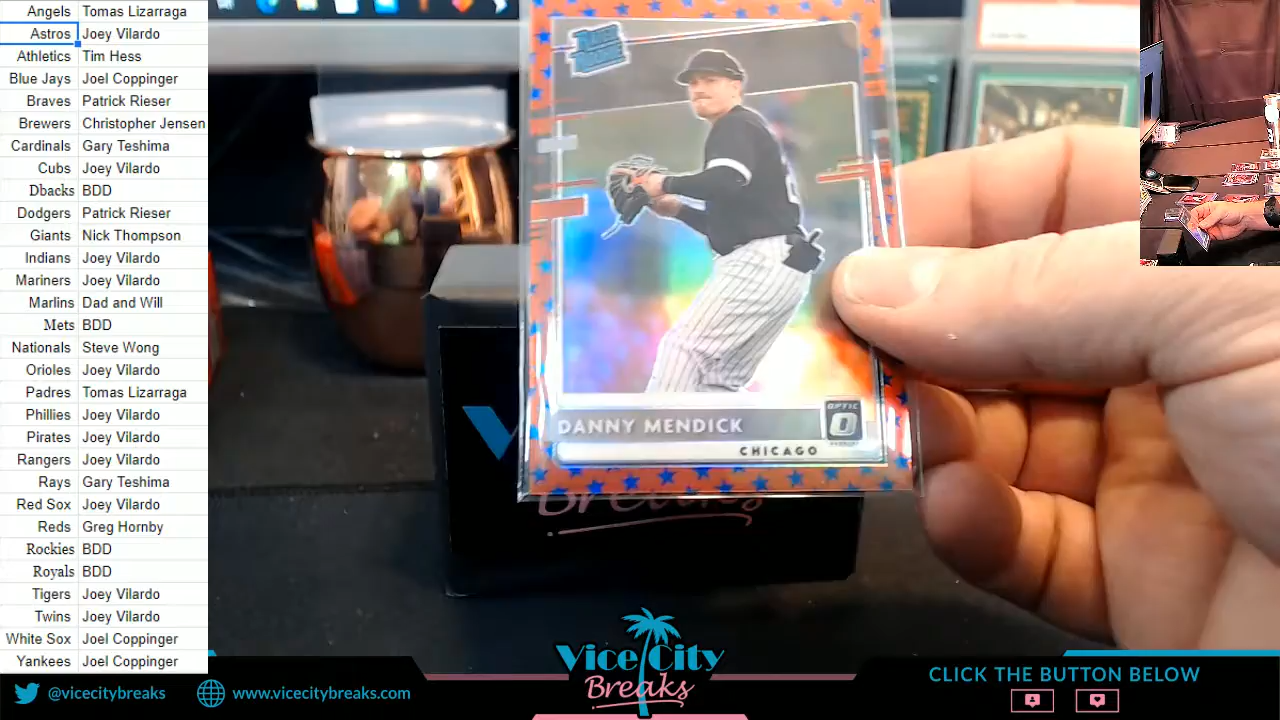 Angels Tomas Lizarraga
Astros Joey Vilardo
Athletics Tim Hess
Blue Jays Joel Coppinger
Braves Patrick Rieser
Brewers Christopher Jensen
Cardinals Gary Teshima
Cubs Joey Vilardo
Dbacks BDD
Dodgers Patrick Rieser
Giants Nick Thompson
Indians Joey Vilardo
Mariners Joey Vilardo
Marlins Dad and Will
Mets BDD
Nationals Steve Wong
Orioles Joey Vilardo
Padres Tomas Lizarraga
Phillies Joey Vilardo
Pirates Joey Vilardo
Rangers Joey Vilardo
Rays Gary Teshima
Red Sox Joey Vilardo
Reds Greg Hornby
Rockies BDD
Royals BDD
Tigers Joey Vilardo
Twins Joey Vilardo
White Sox Joel Coppinger
Yankees Joel Coppinger
DANNY MENDICK
OPTIC
CHICAGO
Breaks
Vice City
Breaks
@vicecitybreaks
www.vicecitybreaks.com
CLICK THE BUTTON BELOW